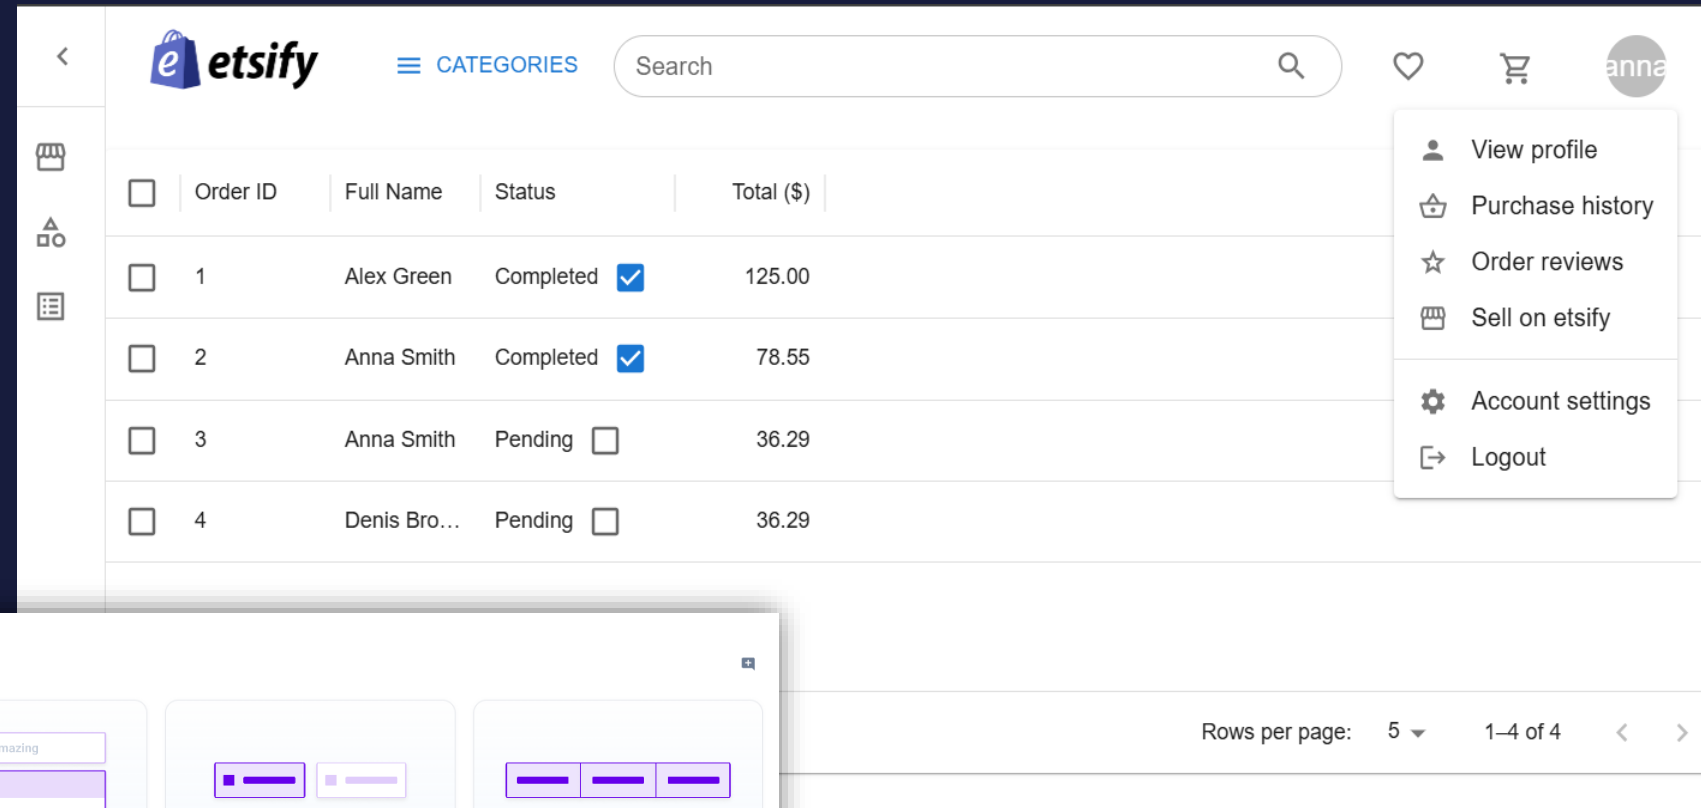 etsify
CATEGORIES
Search
anna
View profile
Purchase history
Order reviews
Sell on etsify
Account settings
Logout
Order ID Full Name Status Total ($)
1 Alex Green Completed 125.00
2 Anna Smith Completed 78.55
3 Anna Smith Pending 36.29
4 Denis Bro… Pending 36.29
mazing
Rows per page: 5 1–4 of 4